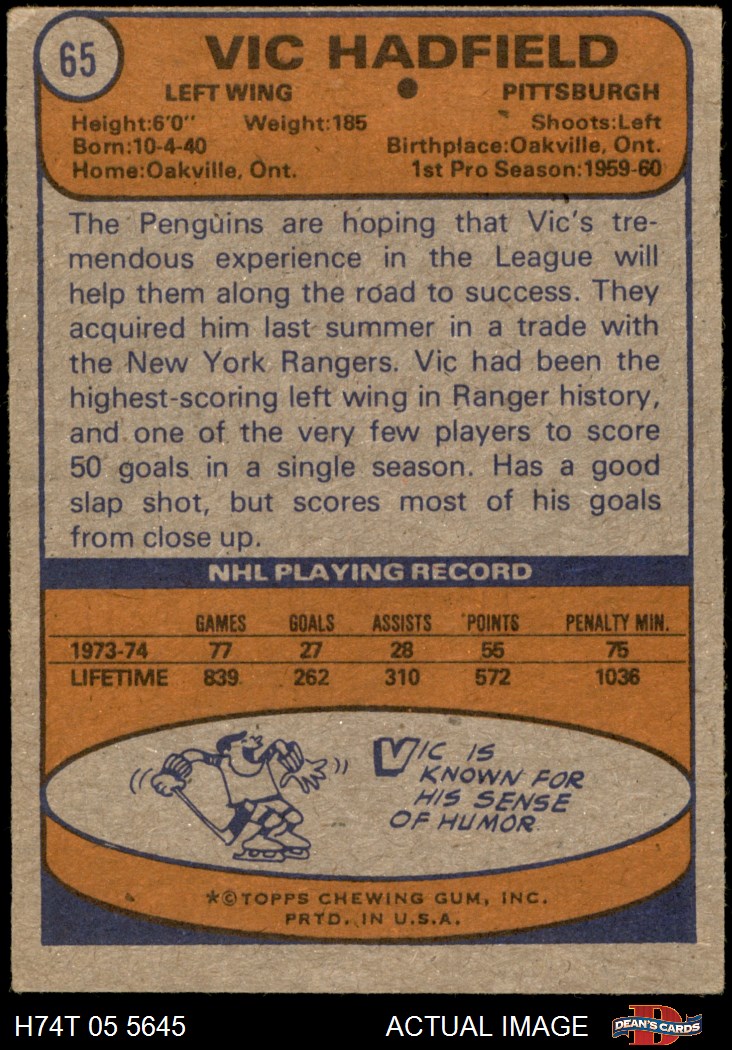 65
VIC HADFIELD
LEFT WING ● PITTSBURGH
Height:6'0" Weight:185 Shoots:Left
Born:10-4-40 Birthplace:Oakville, Ont.
Home:Oakville, Ont. 1st Pro Season:1959-60
The Penguins are hoping that Vic's tre-
mendous experience in the League will
help them along the road to success. They
acquired him last summer in a trade with
the New York Rangers. Vic had been the
highest-scoring left wing in Ranger history,
and one of the very few players to score
50 goals in a single season. Has a good
slap shot, but scores most of his goals
from close up.
NHL PLAYING RECORD
GAMES GOALS ASSISTS POINTS PENALTY MIN.
1973-74 77 27 28 55 75
LIFETIME 839 262 310 572 1036
VIC IS
KNOWN FOR
HIS SENSE
OF HUMOR
*©TOPPS CHEWING GUM, INC.
PRTD. IN U.S.A.
H74T 05 5645 ACTUAL IMAGE D DEAN'S CARDS